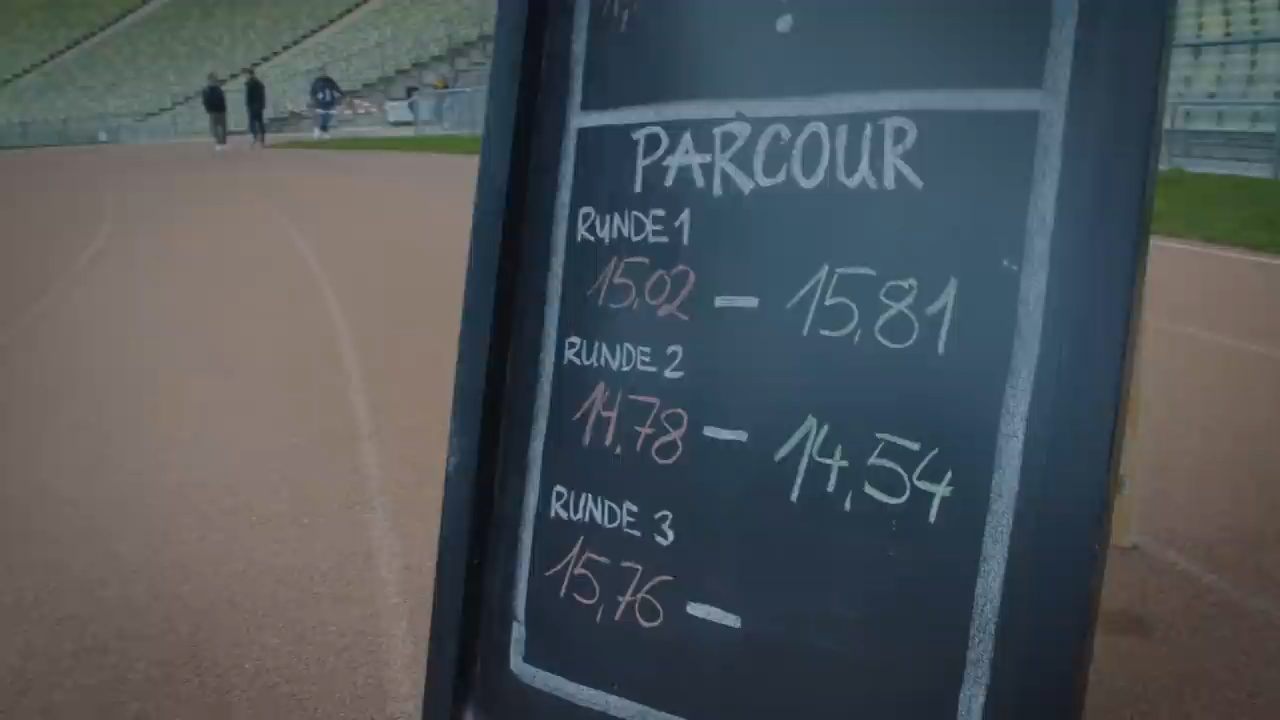 PARCOUR
RUNDE 1
15,02 – 15,81
RUNDE 2
14,78 – 14,54
RUNDE 3
15,76 –